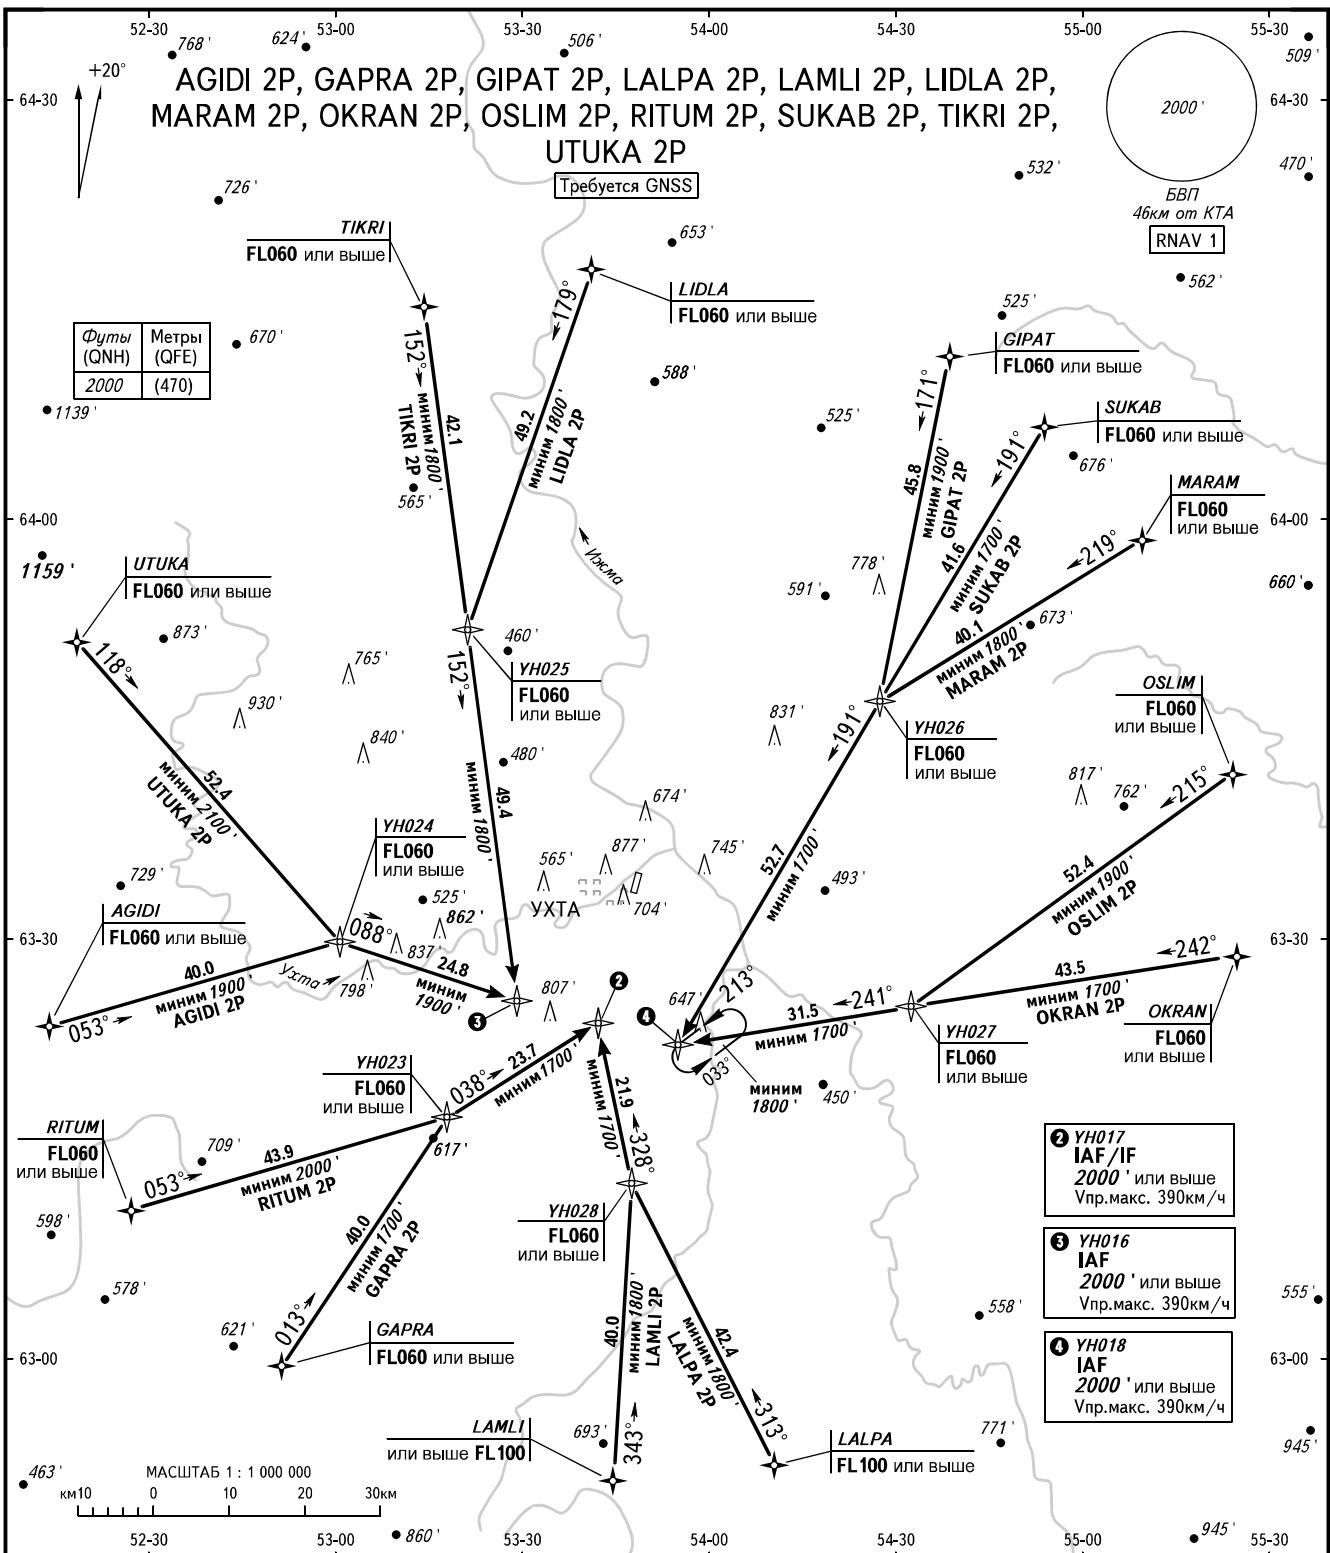 52-30 53-00 53-30 54-00 54-30 55-00 55-30
768' 624' 506' 509'
+20°
64-30 64-30
AGIDI 2P, GAPRA 2P, GIPAT 2P, LALPA 2P, LAMLI 2P, LIDLA 2P,
MARAM 2P, OKRAN 2P, OSLIM 2P, RITUM 2P, SUKAB 2P, TIKRI 2P,
UTUKA 2P
Требуется GNSS
2000'
БВП
46км от КТА
RNAV 1
726'
532'
470'
653'
562'
TIKRI
FL060 или выше
LIDLA
FL060 или выше
525'
GIPAT
FL060 или выше
Футы (QNH) Метры (QFE)
2000 (470)
670'
588'
1139'
525'
SUKAB
FL060 или выше
676'
MARAM
FL060
или выше
152°
42.1
миним 1800'
TIKRI 2P
565'
179°
49.2
миним 1800'
LIDLA 2P
171°
45.8
миним 1900'
GIPAT 2P
191°
41.6
миним 1700'
SUKAB 2P
219°
40.1
миним 1800'
MARAM 2P
673'
64-00 64-00
1159'
UTUKA
FL060 или выше
Ижма
778'
591'
660'
873'
118°
765'
930'
840'
52.4
миним 2100'
UTUKA 2P
460'
YH025
FL060
или выше
152°
480'
49.4
миним 1800'
831'
191°
YH026
FL060
или выше
OSLIM
FL060
или выше
817'
762'
215°
52.4
миним 1900'
OSLIM 2P
YH024
FL060
или выше
674'
565'
877'
745'
УХТА
704'
52.7
миним 1700'
493'
729'
525'
862'
AGIDI
FL060 или выше
63-30 63-30
088°
837'
24.8
миним
1900'
798'
Ухта
40.0
миним 1900'
AGIDI 2P
053°
807'
2
3
4
647'
213°
033°
миним
1800'
241°
31.5
миним 1700'
242°
43.5
миним 1700'
OKRAN 2P
OKRAN
FL060
или выше
YH027
FL060
или выше
450'
YH023
FL060
или выше
038°
23.7
миним 1700'
21.9
миним 1700'
328°
617'
RITUM
FL060
или выше
709'
053°
43.9
миним 2000'
RITUM 2P
598'
578'
40.0
миним 1700'
GAPRA 2P
013°
621'
GAPRA
FL060 или выше
YH028
FL060
или выше
40.0
миним 1800'
LAMLI 2P
343°
42.4
миним 1800'
LALPA 2P
313°
2 YH017
IAF/IF
2000' или выше
Vпр.макс. 390км/ч
3 YH016
IAF
2000' или выше
Vпр.макс. 390км/ч
4 YH018
IAF
2000' или выше
Vпр.макс. 390км/ч
558'
555'
63-00 63-00
LAMLI
или выше FL100
693'
LALPA
FL100 или выше
771'
945'
463'
МАСШТАБ 1 : 1 000 000
км10 0 10 20 30км
860'
945'
52-30 53-00 53-30 54-00 54-30 55-00 55-30